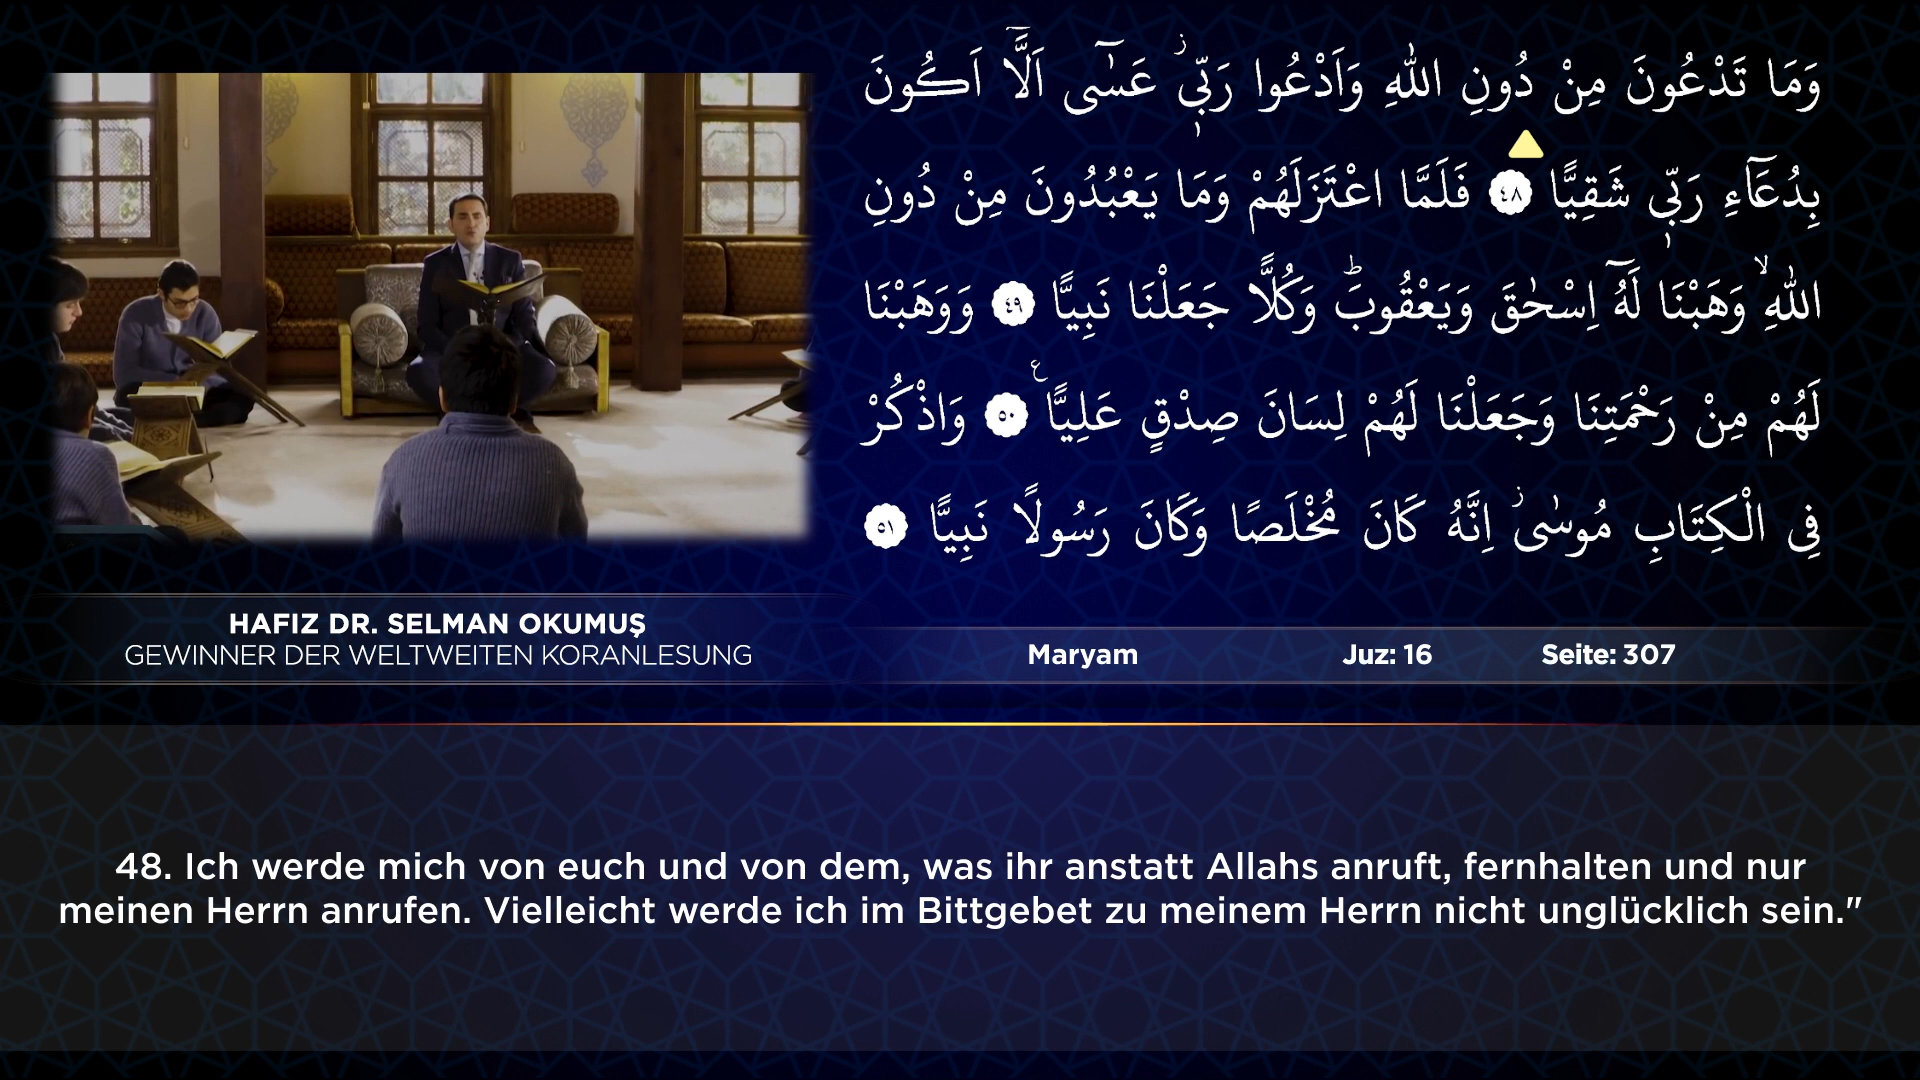 وَمَا تَدْعُونَ مِنْ دُونِ اللّٰهِ وَاَدْعُوا رَبّ۪يۘ عَسٰٓى اَلَّٓا اَكُونَ
بِدُعَٓاءِ رَبّ۪ي شَقِيًّا ﴿٤٨﴾ فَلَمَّا اعْتَزَلَهُمْ وَمَا يَعْبُدُونَ مِنْ دُونِ
اللّٰهِۙ وَهَبْنَا لَهُٓ اِسْحٰقَ وَيَعْقُوبَۜ وَكُلًّا جَعَلْنَا نَبِيًّا ﴿٤٩﴾ وَوَهَبْنَا
لَهُمْ مِنْ رَحْمَتِنَا وَجَعَلْنَا لَهُمْ لِسَانَ صِدْقٍ عَلِيًّا۟ ﴿٥٠﴾ وَاذْكُرْ
فِي الْكِتَابِ مُوسٰىۘ اِنَّهُ كَانَ مُخْلَصًا وَكَانَ رَسُولًا نَبِيًّا ﴿٥١﴾
HAFIZ DR. SELMAN OKUMUŞ
GEWINNER DER WELTWEITEN KORANLESUNG
Maryam Juz: 16 Seite: 307
48. Ich werde mich von euch und von dem, was ihr anstatt Allahs anruft, fernhalten und nur
meinen Herrn anrufen. Vielleicht werde ich im Bittgebet zu meinem Herrn nicht unglücklich sein."